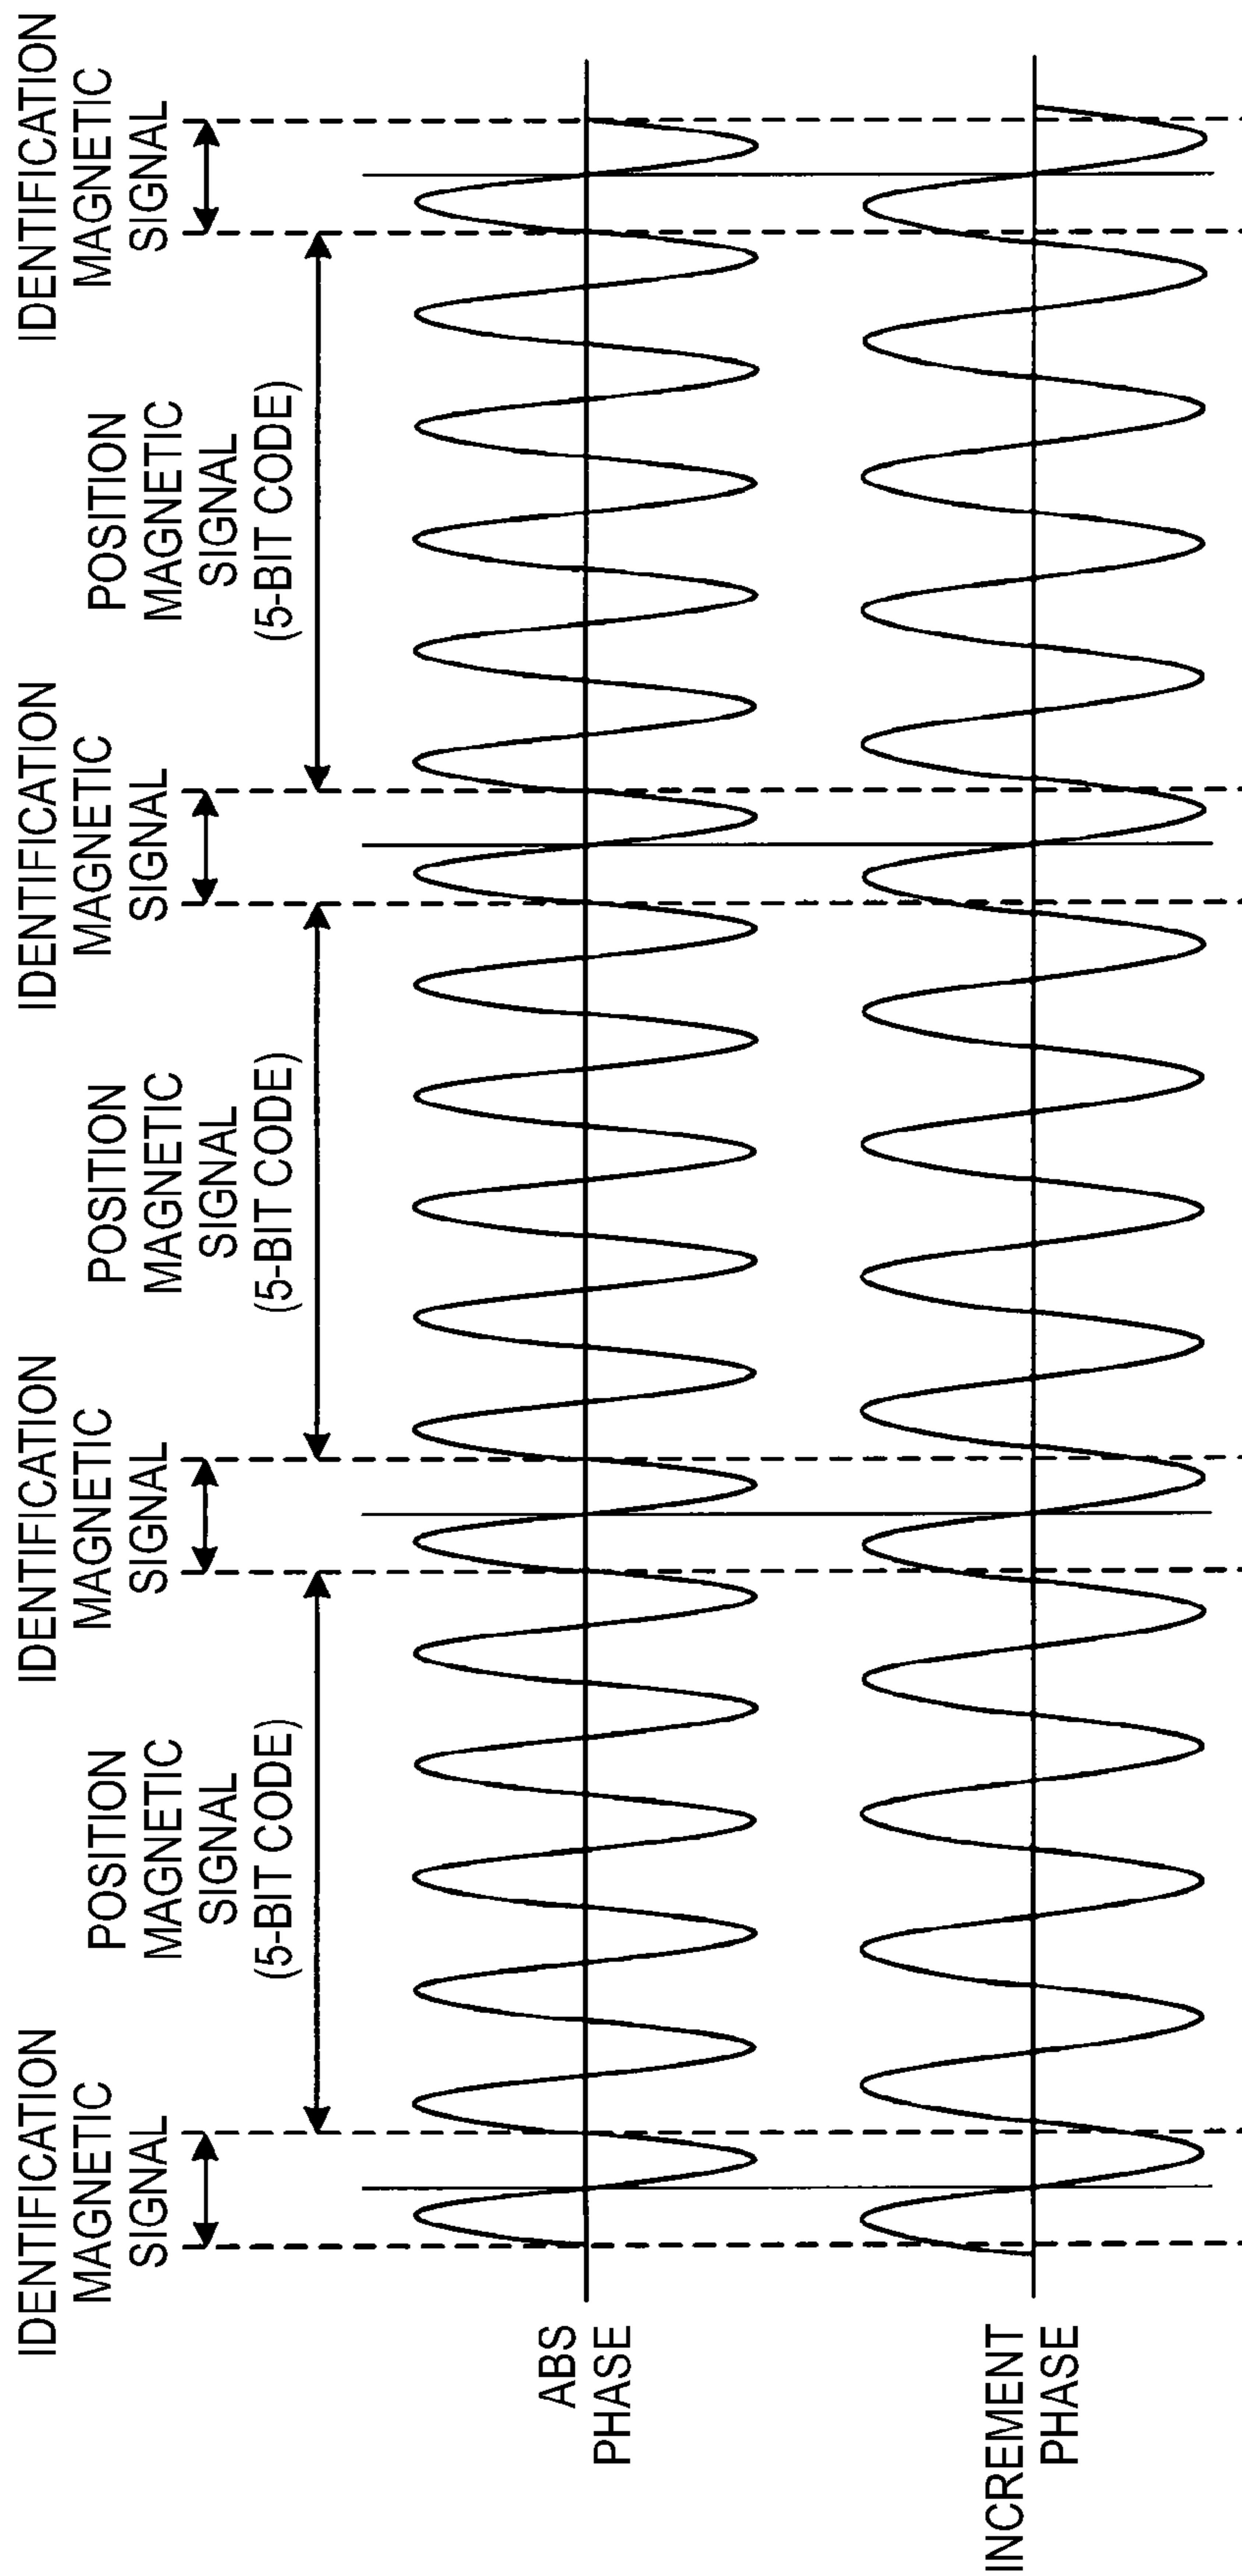 IDENTIFICATION
MAGNETIC
SIGNAL
POSITION
MAGNETIC
SIGNAL
(5-BIT CODE)
IDENTIFICATION
MAGNETIC
SIGNAL
POSITION
MAGNETIC
SIGNAL
(5-BIT CODE)
IDENTIFICATION
MAGNETIC
SIGNAL
POSITION
MAGNETIC
SIGNAL
(5-BIT CODE)
IDENTIFICATION
MAGNETIC
SIGNAL
ABS
PHASE
INCREMENT
PHASE